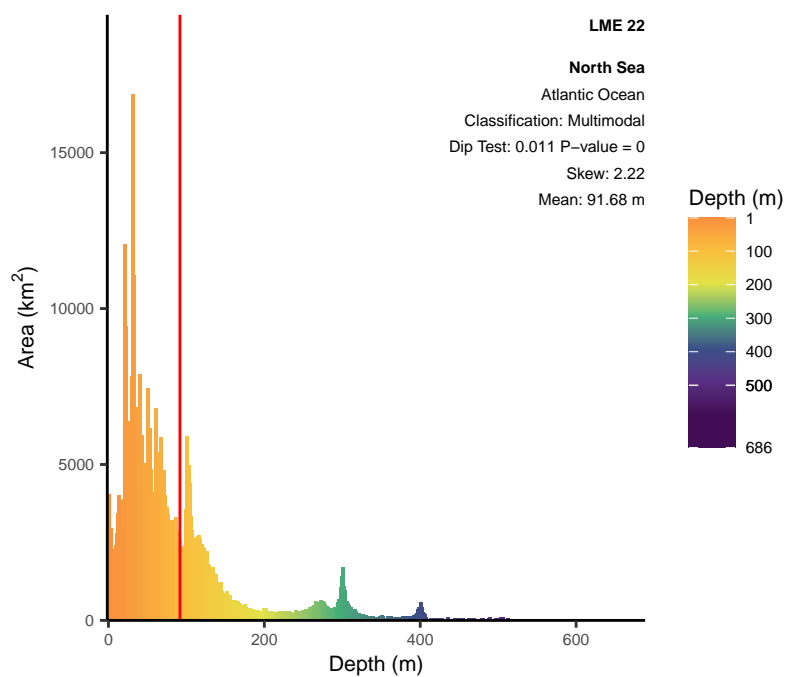 LME 22
North Sea
Atlantic Ocean
Classification: Multimodal
Dip Test: 0.011 P−value = 0
Skew: 2.22
Mean: 91.68 m
Area (km²)
15000
10000
5000
0
0 200 400 600
Depth (m)
Depth (m)
1
100
200
300
400
500
686